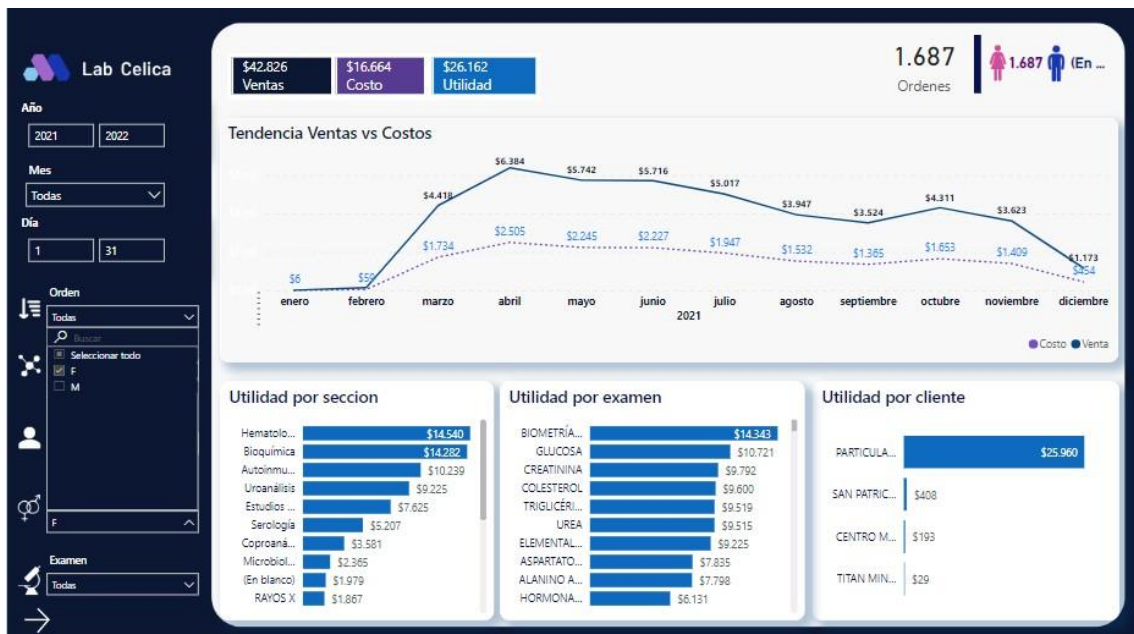 Lab Celica
Año
2021 2022
Mes
Todas
Día
1 31
Orden
Todas
Buscar
Seleccionar todo
F
M
F
Examen
Todas
$42.826
Ventas
$16.664
Costo
$26.162
Utilidad
1.687
Ordenes
1.687 (En ...
Tendencia Ventas vs Costos
$6 $59 $4.418 $6.384 $5.742 $5.716 $5.017 $3.947 $3.524 $4.311 $3.623 $1.173
$1.734 $2.505 $2.245 $2.227 $1.947 $1.532 $1.365 $1.653 $1.409 $454
enero febrero marzo abril mayo junio julio agosto septiembre octubre noviembre diciembre
2021
Costo Venta
Utilidad por seccion
Hematolo... $14.540
Bioquímica $14.282
Autoinmu... $10.239
Uroanálisis $9.225
Estudios ... $7.625
Serología $5.207
Coproaná... $3.581
Microbiol... $2.365
(En blanco) $1.979
RAYOS X $1.867
Utilidad por examen
BIOMETRÍA... $14.343
GLUCOSA $10.721
CREATININA $9.792
COLESTEROL $9.600
TRIGLICÉRI... $9.519
UREA $9.515
ELEMENTAL... $9.225
ASPARTATO... $7.835
ALANINO A... $7.798
HORMONA... $6.131
Utilidad por cliente
PARTICULA... $25.960
SAN PATRIC... $408
CENTRO M... $193
TITAN MIN... $29